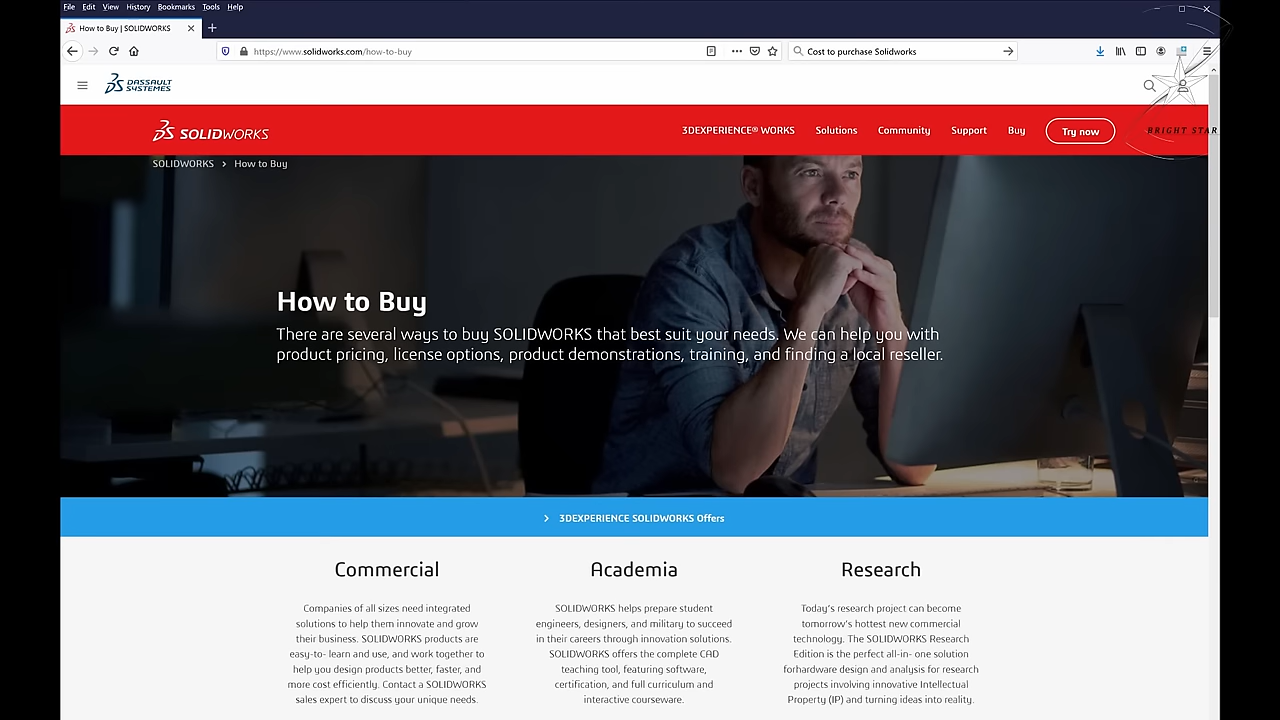 File Edit View History Bookmarks Tools Help
How to Buy | SOLIDWORKS
https://www.solidworks.com/how-to-buy
Cost to purchase Solidworks
DASSAULT
SYSTEMES
BRIGHT STAR
SOLIDWORKS
3DEXPERIENCE® WORKS Solutions Community Support Buy Try now
SOLIDWORKS > How to Buy
How to Buy
There are several ways to buy SOLIDWORKS that best suit your needs. We can help you with
product pricing, license options, product demonstrations, training, and finding a local reseller.
> 3DEXPERIENCE SOLIDWORKS Offers
Commercial
Companies of all sizes need integrated
solutions to help them innovate and grow
their business. SOLIDWORKS products are
easy-to- learn and use, and work together to
help you design products better, faster, and
more cost efficiently. Contact a SOLIDWORKS
sales expert to discuss your unique needs.
Academia
SOLIDWORKS helps prepare student
engineers, designers, and military to succeed
in their careers through innovation solutions.
SOLIDWORKS offers the complete CAD
teaching tool, featuring software,
certification, and full curriculum and
interactive courseware.
Research
Today's research project can become
tomorrow's hottest new commercial
technology. The SOLIDWORKS Research
Edition is the perfect all-in- one solution
forhardware design and analysis for research
projects involving innovative Intellectual
Property (IP) and turning ideas into reality.